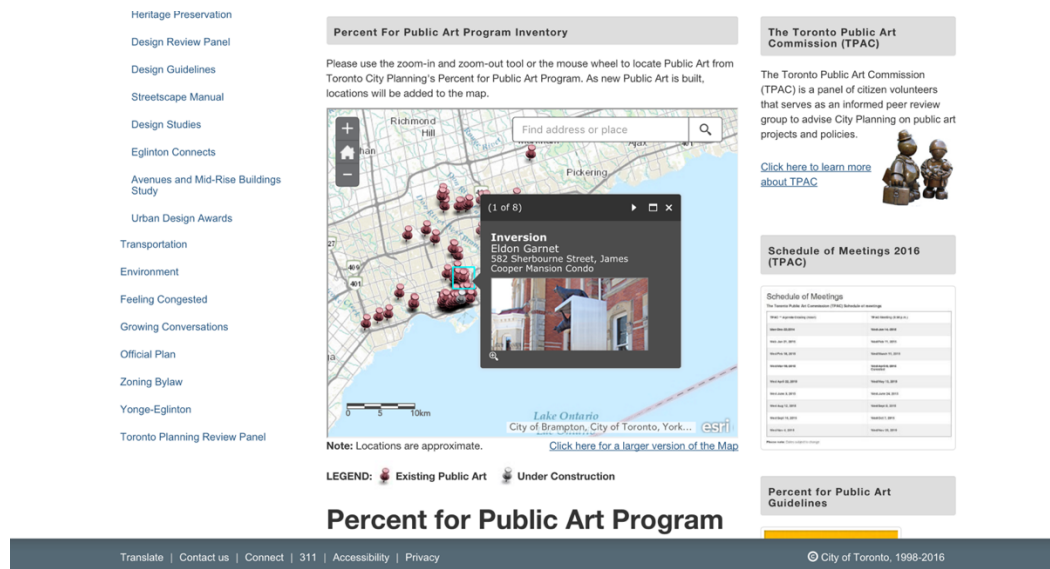 Heritage Preservation
Design Review Panel
Design Guidelines
Streetscape Manual
Design Studies
Eglinton Connects
Avenues and Mid-Rise Buildings
Study
Urban Design Awards
Transportation
Environment
Feeling Congested
Growing Conversations
Official Plan
Zoning Bylaw
Yonge-Eglinton
Toronto Planning Review Panel
Percent For Public Art Program Inventory
Please use the zoom-in and zoom-out tool or the mouse wheel to locate Public Art from
Toronto City Planning's Percent for Public Art Program. As new Public Art is built,
locations will be added to the map.
Richmond
Hill
Find address or place
Ajax
401
Pickering
(1 of 8)
Inversion
Eldon Garnet
582 Sherbourne Street, James
Cooper Mansion Condo
27
409
401
0 5 10km
Lake Ontario
City of Brampton, City of Toronto, York...
esri
Note: Locations are approximate.
Click here for a larger version of the Map
LEGEND: Existing Public Art Under Construction
Percent for Public Art Program
The Toronto Public Art
Commission (TPAC)
The Toronto Public Art Commission
(TPAC) is a panel of citizen volunteers
that serves as an informed peer review
group to advise City Planning on public art
projects and policies.
Click here to learn more
about TPAC
Schedule of Meetings 2016
(TPAC)
Schedule of Meetings
The Toronto Public Art Commission (TPAC) Schedule of meetings
Percent for Public Art
Guidelines
Translate | Contact us | Connect | 311 | Accessibility | Privacy
© City of Toronto, 1998-2016